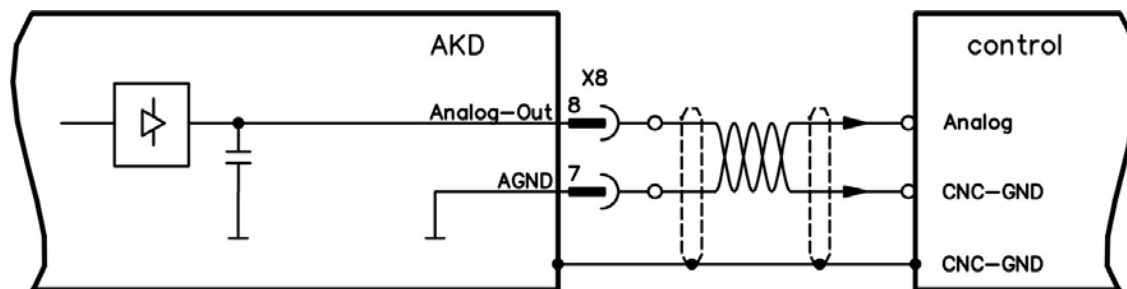 AKD
control
X8
Analog-Out 8
Analog
AGND 7
CNC-GND
CNC-GND